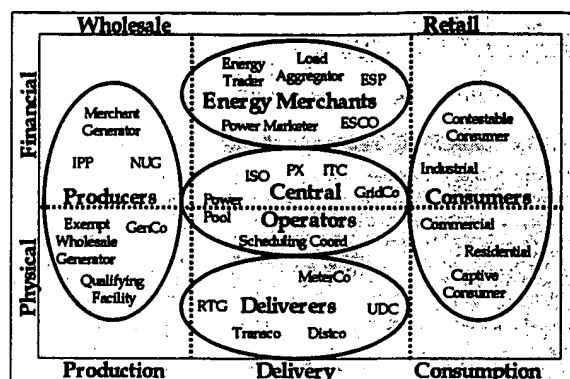 Wholesale
Retail
Financial
Physical
Merchant
Generator
IPP NUG
Producers
Exempt
Wholesale
Generator
GenCo
Qualifying
Facility
Energy
Trader
Load
Aggregator
ESP
Energy Merchants
Power Marketer
ESCO
ISO PX ITC
Central
GridCo
Power
Pool
Operators
Scheduling Coord
MeterCo
RTG Deliverers UDC
Transco Distco
Contestable
Consumer
Industrial
Consumers
Commercial
Residential
Captive
Consumer
Production
Delivery
Consumption